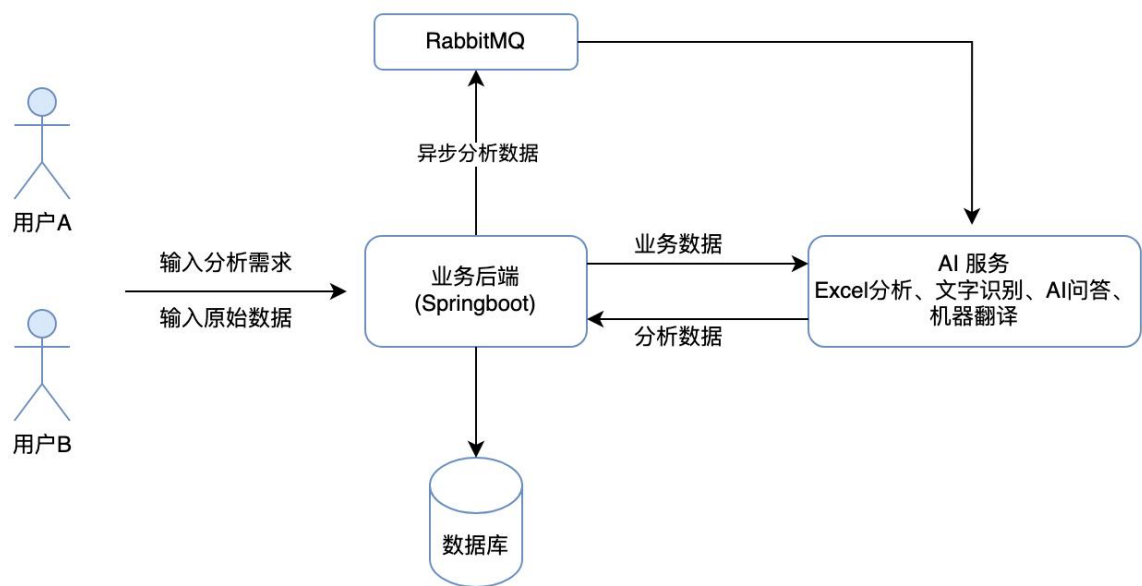 RabbitMQ
异步分析数据
用户A
输入分析需求
输入原始数据
业务后端
(Springboot)
业务数据
分析数据
AI 服务
Excel分析、文字识别、AI问答、
机器翻译
用户B
数据库